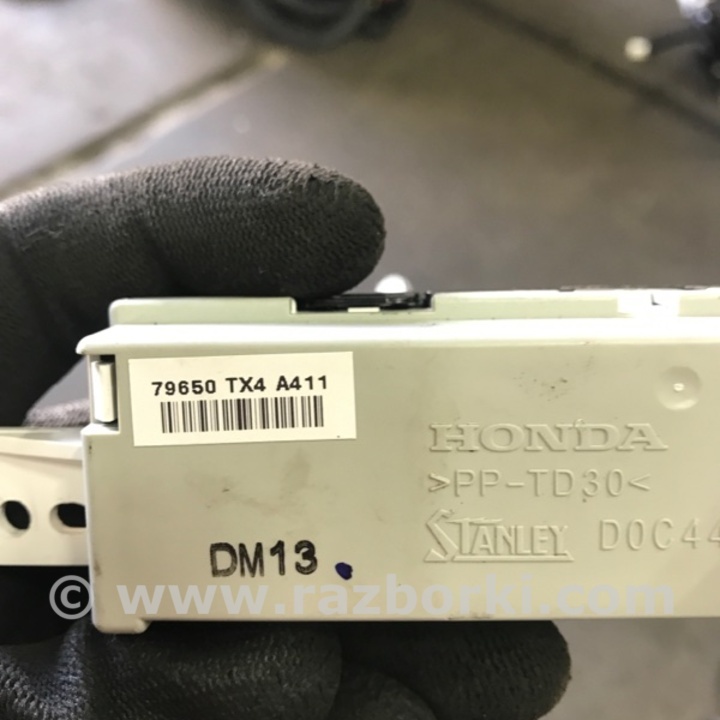 79650 TX4 A411
HONDA
>PP-TD30<
STANLEY D0C44
DM13.
© www.razborki.com